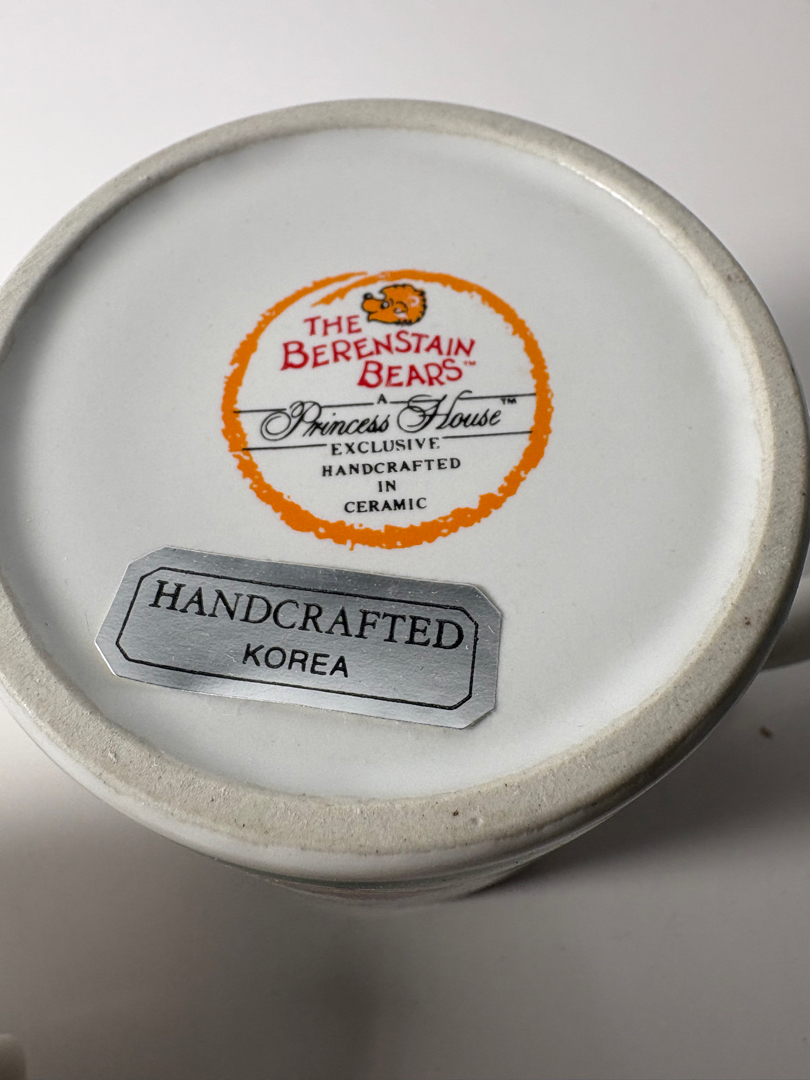 THE
BERENSTAIN
BEARS™
A
Princess House™
EXCLUSIVE
HANDCRAFTED
IN
CERAMIC
HANDCRAFTED
KOREA